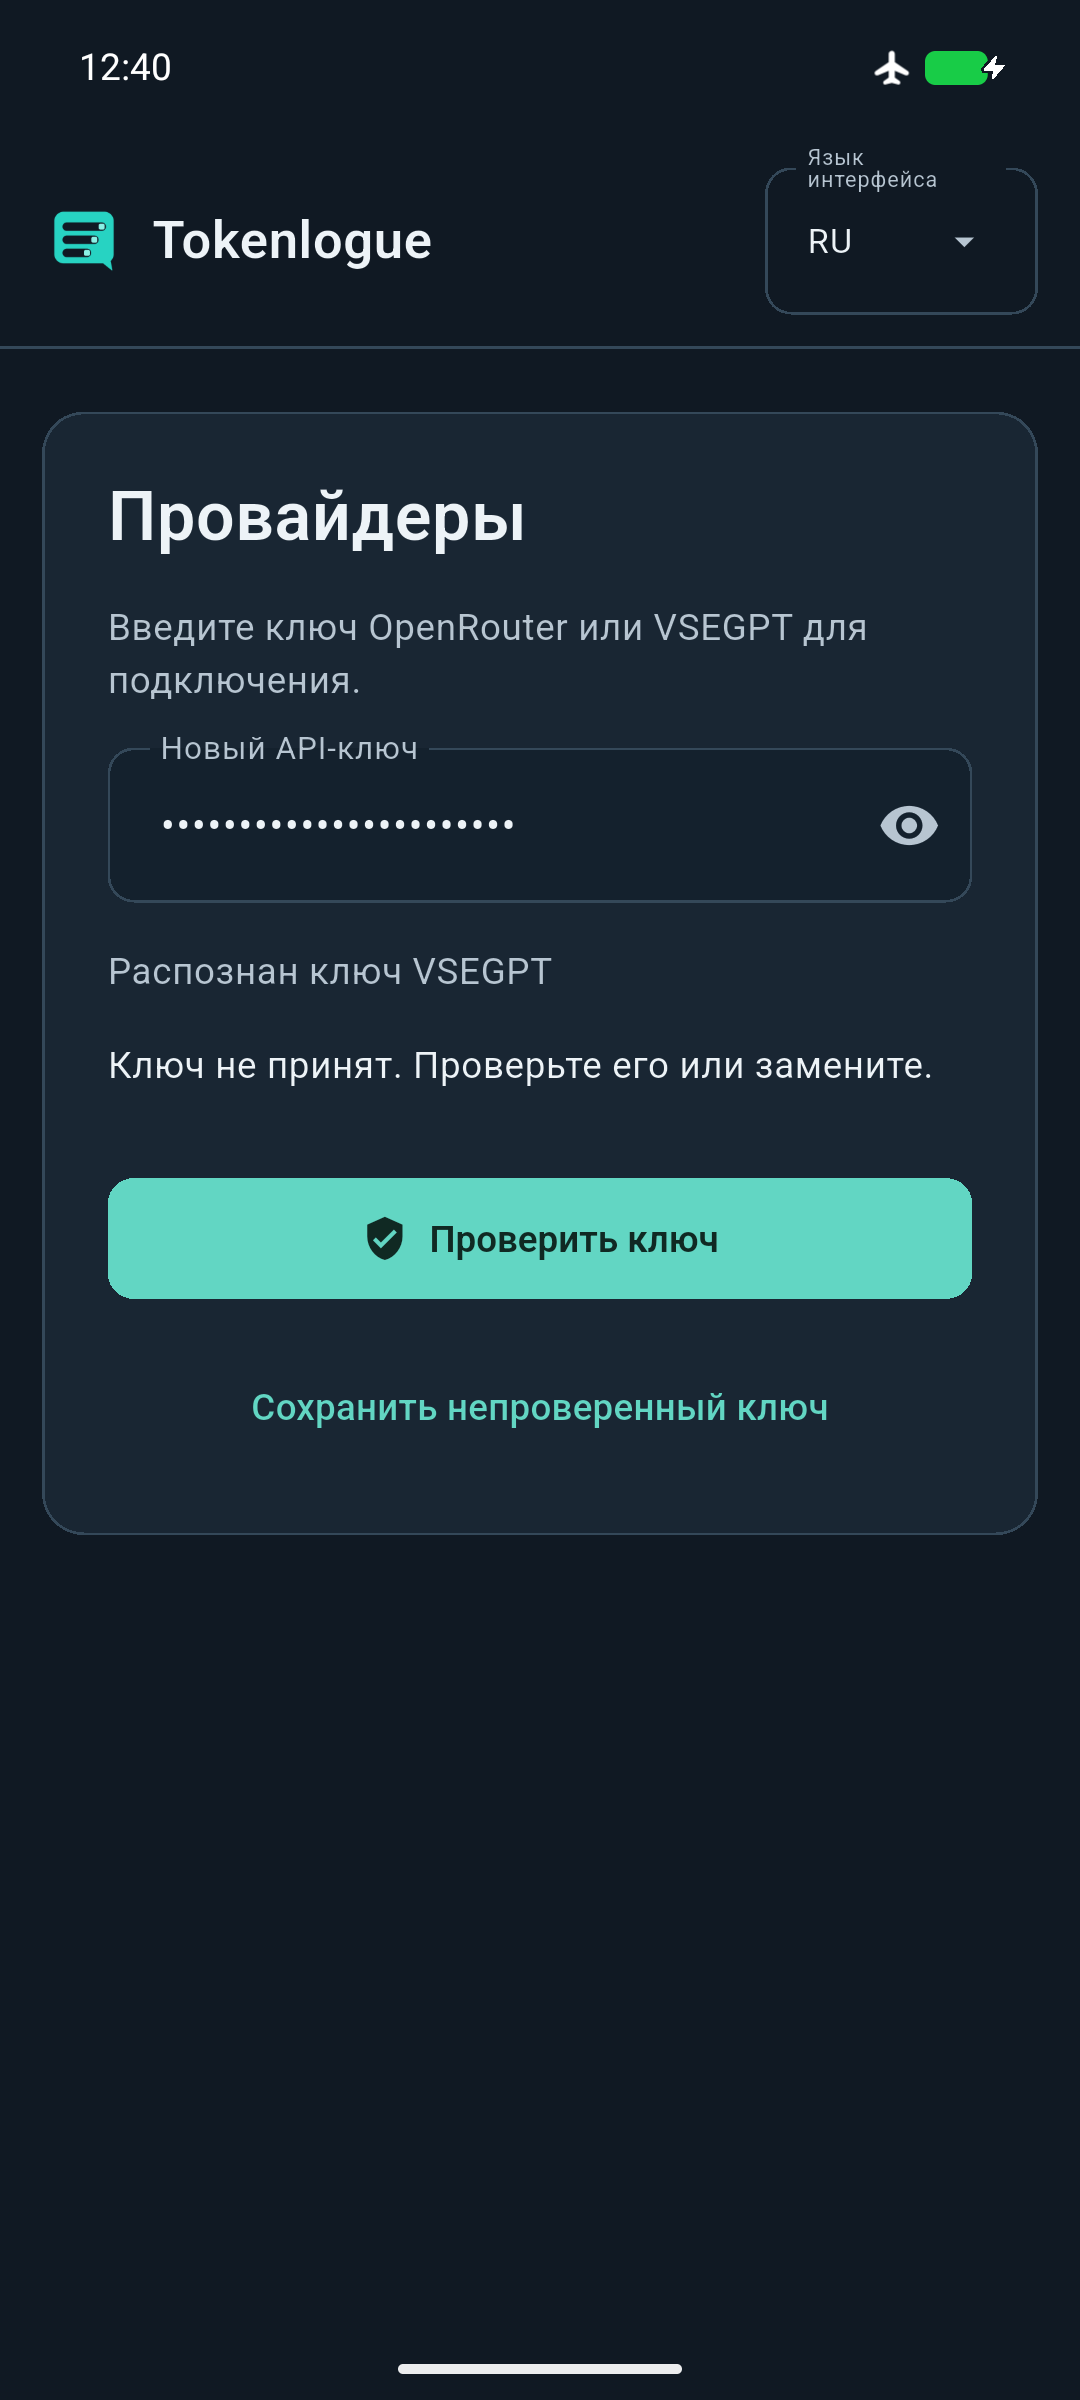 12:40
Язык
интерфейса
Tokenlogue
RU
Провайдеры
Введите ключ OpenRouter или VSEGPT для
подключения.
Новый API-ключ
•••••••••••••••••••••••
Распознан ключ VSEGPT
Ключ не принят. Проверьте его или замените.
Проверить ключ
Сохранить непроверенный ключ